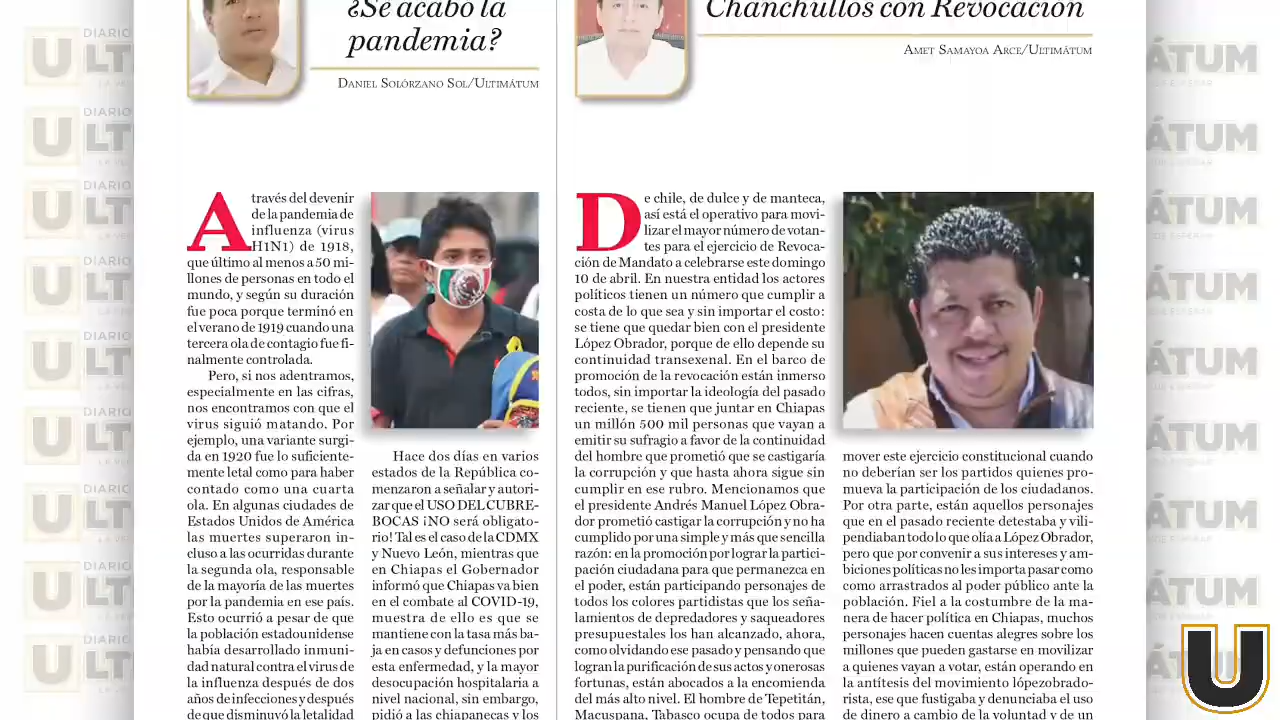 ¿Se acabó la
pandemia?
Daniel Solórzano Sol/Ultimátum
A través del devenir
de la pandemia de
influenza (virus
H1N1) de 1918,
que último al menos a 50 mi-
llones de personas en todo el
mundo, y según su duración
fue poca porque terminó en
el verano de 1919 cuando una
tercera ola de contagio fue fi-
nalmente controlada.
Pero, si nos adentramos,
especialmente en las cifras,
nos encontramos con que el
virus siguió matando. Por
ejemplo, una variante surgi-
da en 1920 fue lo suficiente-
mente letal como para haber
contado como una cuarta
ola. En algunas ciudades de
Estados Unidos de América
las muertes superaron in-
cluso a las ocurridas durante
la segunda ola, responsable
de la mayoría de las muertes
por la pandemia en ese país.
Esto ocurrió a pesar de que
la población estadounidense
había desarrollado inmuni-
dad natural contra el virus de
la influenza después de dos
años de infecciones y después
de que disminuyó la letalidad
Hace dos días en varios
estados de la República co-
menzaron a señalar y autori-
zar que el USO DEL CUBRE-
BOCAS ¡NO será obligato-
rio! Tal es el caso de la CDMX
y Nuevo León, mientras que
en Chiapas el Gobernador
informó que Chiapas va bien
en el combate al COVID-19,
muestra de ello es que se
mantiene con la tasa más ba-
ja en casos y defunciones por
esta enfermedad, y la mayor
desocupación hospitalaria a
nivel nacional, sin embargo,
pidió a las chiapanecas y los
Chanchullos con Revocación
Amet Samayoa Arce/Ultimátum
De chile, de dulce y de manteca,
así está el operativo para movi-
lizar el mayor número de votan-
tes para el ejercicio de Revoca-
ción de Mandato a celebrarse este domingo
10 de abril. En nuestra entidad los actores
políticos tienen un número que cumplir a
costa de lo que sea y sin importar el costo:
se tiene que quedar bien con el presidente
López Obrador, porque de ello depende su
continuidad transexenal. En el barco de
promoción de la revocación están inmerso
todos, sin importar la ideología del pasado
reciente, se tienen que juntar en Chiapas
un millón 500 mil personas que vayan a
emitir su sufragio a favor de la continuidad
del hombre que prometió que se castigaría
la corrupción y que hasta ahora sigue sin
cumplir en ese rubro. Mencionamos que
el presidente Andrés Manuel López Obra-
dor prometió castigar la corrupción y no ha
cumplido por una simple y más que sencilla
razón: en la promoción por lograr la partici-
pación ciudadana para que permanezca en
el poder, están participando personajes de
todos los colores partidistas que los seña-
lamientos de depredadores y saqueadores
presupuestales los han alcanzado, ahora,
como olvidando ese pasado y pensando que
logran la purificación de sus actos y onerosas
fortunas, están abocados a la encomienda
del más alto nivel. El hombre de Tepetitán,
Macuspana, Tabasco ocupa de todos para
mover este ejercicio constitucional cuando
no deberían ser los partidos quienes pro-
mueva la participación de los ciudadanos.
Por otra parte, están aquellos personajes
que en el pasado reciente detestaba y vili-
pendiaban todo lo que olía a López Obrador,
pero que por convenir a sus intereses y am-
biciones políticas no les importa pasar como
como arrastrados al poder público ante la
población. Fiel a la costumbre de la ma-
nera de hacer política en Chiapas, muchos
personajes hacen cuentas alegres sobre los
millones que pueden gastarse en movilizar
a quienes vayan a votar, están operando en
la antítesis del movimiento lópezobrado-
rista, ese que fustigaba y denunciaba el uso
de dinero a cambio de la voluntad y de un
U